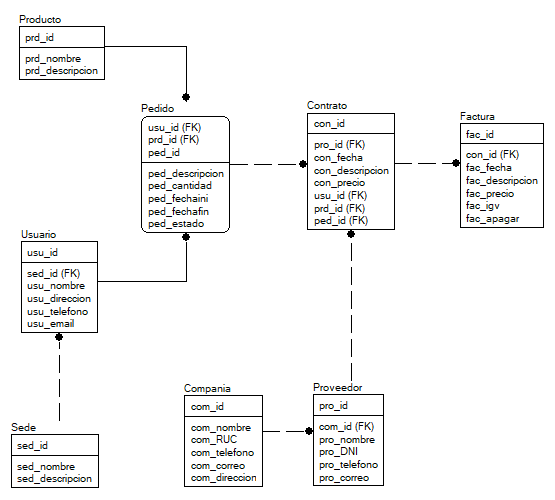 Producto
prd_id
prd_nombre
prd_descripcion
Pedido
usu_id (FK)
prd_id (FK)
ped_id
ped_descripcion
ped_cantidad
ped_fechaini
ped_fechafin
ped_estado
Contrato
con_id
pro_id (FK)
con_fecha
con_descripcion
con_precio
usu_id (FK)
prd_id (FK)
ped_id (FK)
Factura
fac_id
con_id (FK)
fac_fecha
fac_descripcion
fac_precio
fac_igv
fac_apagar
Usuario
usu_id
sed_id (FK)
usu_nombre
usu_direccion
usu_telefono
usu_email
Sede
sed_id
sed_nombre
sed_descripcion
Compania
com_id
com_nombre
com_RUC
com_telefono
com_correo
com_direccion
Proveedor
pro_id
com_id (FK)
pro_nombre
pro_DNI
pro_telefono
pro_correo